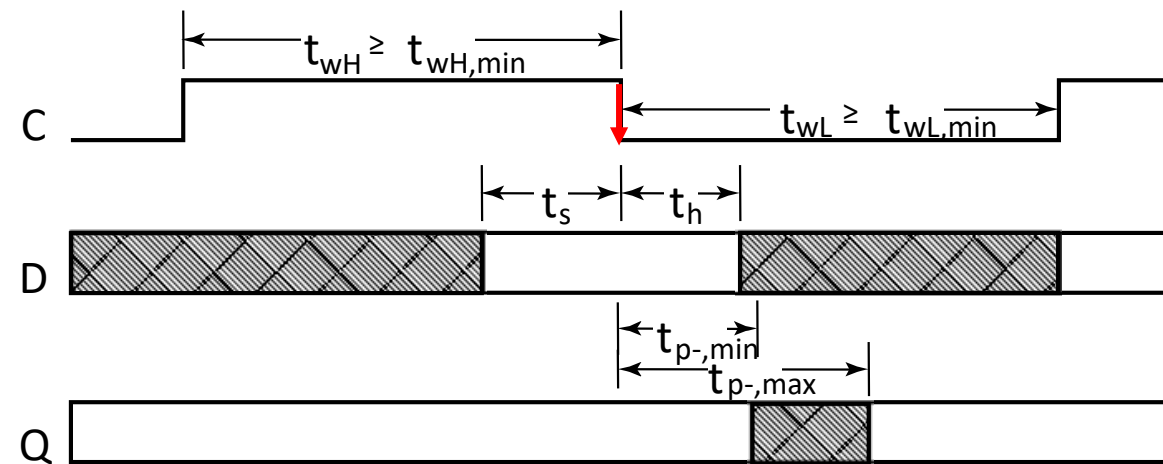 t_wH ≥ t_wH,min
C
t_wL ≥ t_wL,min
t_s t_h
D
t_p-,min
t_p-,max
Q